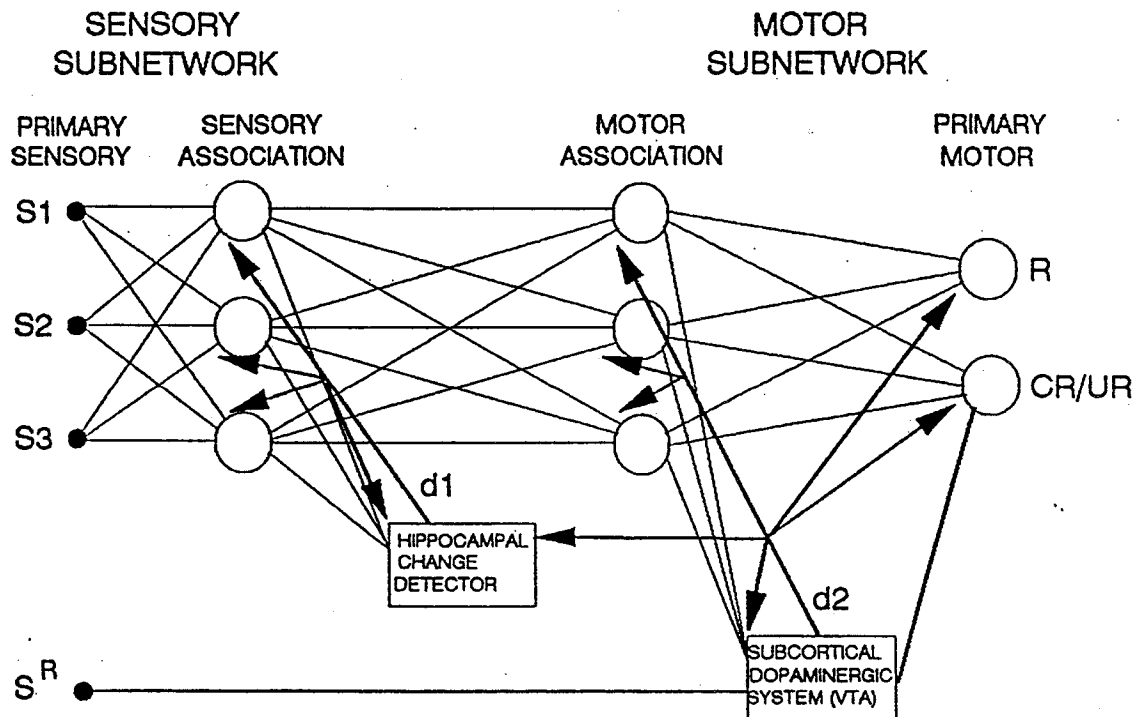 SENSORY
SUBNETWORK
MOTOR
SUBNETWORK
PRIMARY
SENSORY
SENSORY
ASSOCIATION
MOTOR
ASSOCIATION
PRIMARY
MOTOR
S1
S2
S3
R
CR/UR
d1
HIPPOCAMPAL
CHANGE
DETECTOR
d2
SUBCORTICAL
DOPAMINERGIC
SYSTEM (VTA)
S R